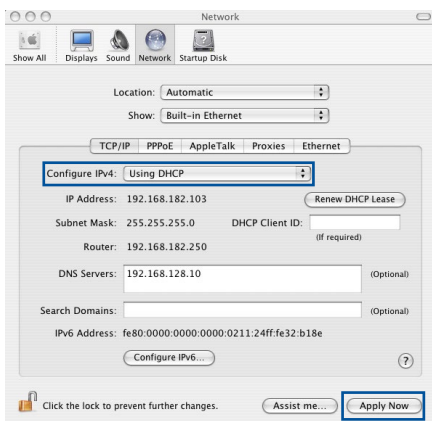 Network
Show All Displays Sound Network Startup Disk
Location: Automatic
Show: Built-in Ethernet
TCP/IP PPPoE AppleTalk Proxies Ethernet
Configure IPv4: Using DHCP
IP Address: 192.168.182.103 Renew DHCP Lease
Subnet Mask: 255.255.255.0 DHCP Client ID:
(If required)
Router: 192.168.182.250
DNS Servers: 192.168.128.10 (Optional)
Search Domains: (Optional)
IPv6 Address: fe80:0000:0000:0000:0211:24ff:fe32:b18e
Configure IPv6... ?
Click the lock to prevent further changes. Assist me... Apply Now